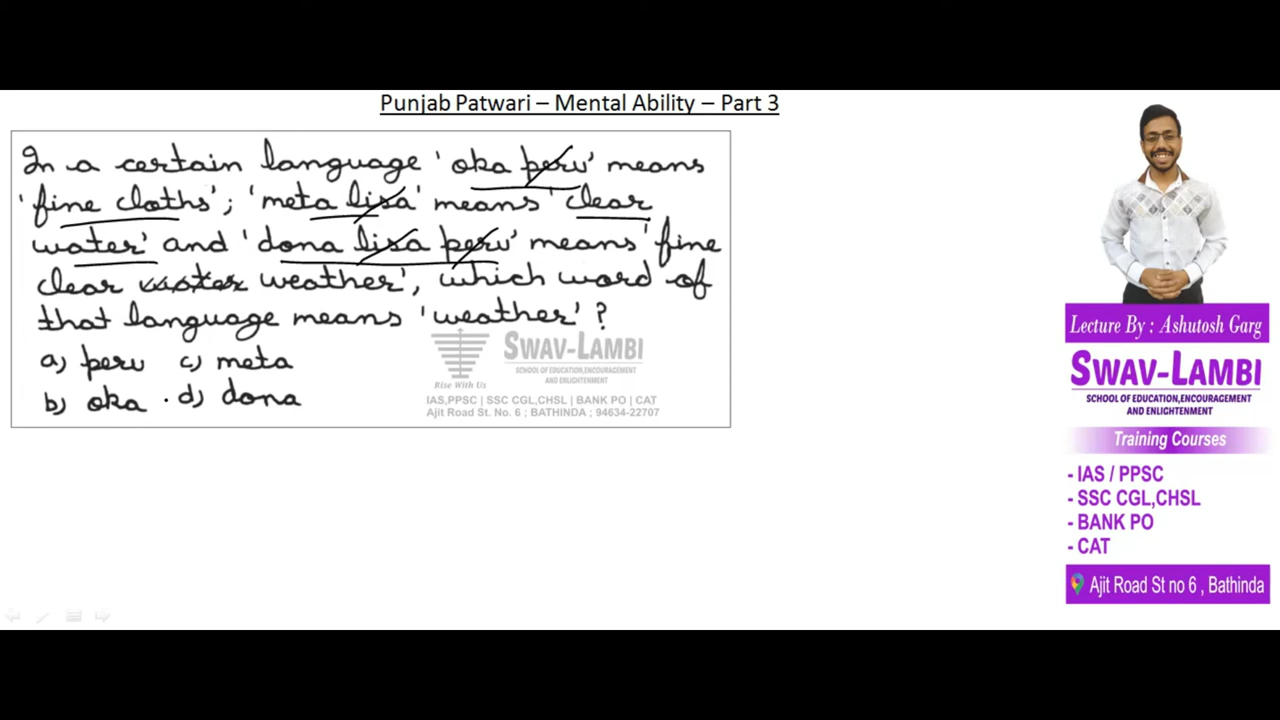 Punjab Patwari – Mental Ability – Part 3
In a certain language 'oka peru' means
'fine cloths'; 'meta lisa' means 'clear
water' and 'dona lisa peru' means 'fine
clear weather', which word of
that language means 'weather'?
a) peru c) meta
b) oka d) dona
Rise With Us
SWAV-LAMBI
SCHOOL OF EDUCATION,ENCOURAGEMENT
AND ENLIGHTENMENT
IAS,PPSC | SSC CGL,CHSL | BANK PO | CAT
Ajit Road St. No. 6 ; BATHINDA ; 94634-22707
Lecture By : Ashutosh Garg
SWAV-LAMBI
SCHOOL OF EDUCATION,ENCOURAGEMENT
AND ENLIGHTENMENT
Training Courses
- IAS / PPSC
- SSC CGL,CHSL
- BANK PO
- CAT
Ajit Road St no 6 , Bathinda